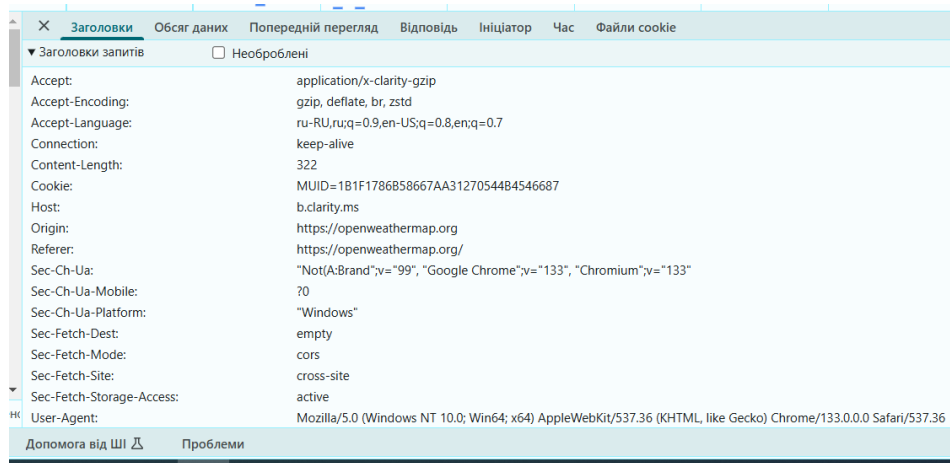 Заголовки Обсяг даних Попередній перегляд Відповідь Ініціатор Час Файли cookie
Заголовки запитів Необроблені
Accept: application/x-clarity-gzip
Accept-Encoding: gzip, deflate, br, zstd
Accept-Language: ru-RU,ru;q=0.9,en-US;q=0.8,en;q=0.7
Connection: keep-alive
Content-Length: 322
Cookie: MUID=1B1F1786B58667AA31270544B4546687
Host: b.clarity.ms
Origin: https://openweathermap.org
Referer: https://openweathermap.org/
Sec-Ch-Ua: "Not(A:Brand";v="99", "Google Chrome";v="133", "Chromium";v="133"
Sec-Ch-Ua-Mobile: ?0
Sec-Ch-Ua-Platform: "Windows"
Sec-Fetch-Dest: empty
Sec-Fetch-Mode: cors
Sec-Fetch-Site: cross-site
Sec-Fetch-Storage-Access: active
User-Agent: Mozilla/5.0 (Windows NT 10.0; Win64; x64) AppleWebKit/537.36 (KHTML, like Gecko) Chrome/133.0.0.0 Safari/537.36
Допомога від ШІ Проблеми